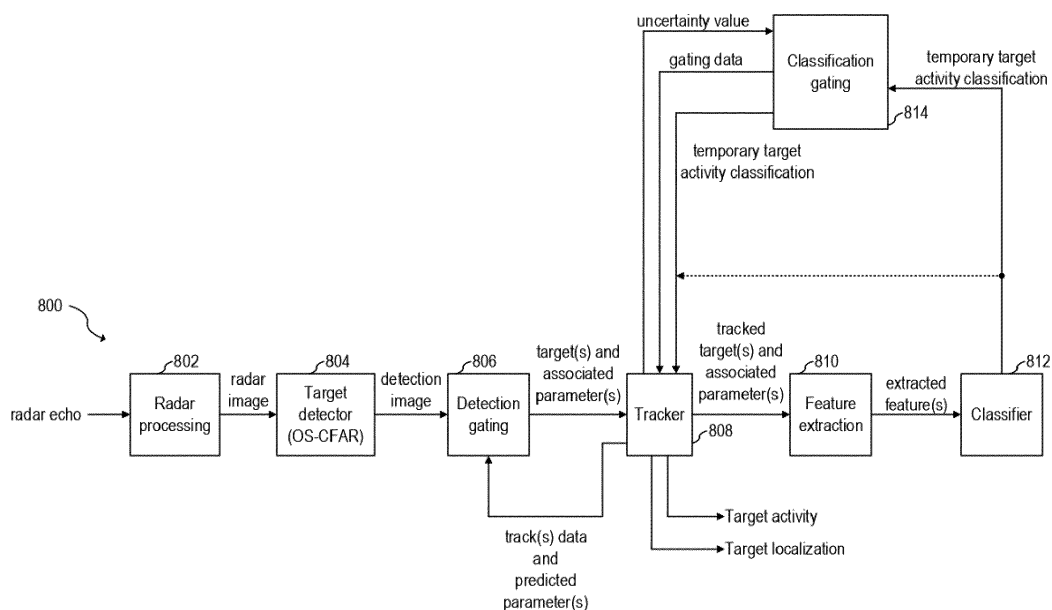 uncertainty value
gating data
Classification
gating
814
temporary target
activity classification
temporary target
activity classification
800
802
804
806
808
810
812
radar echo
Radar
processing
radar
image
Target
detector
(OS-CFAR)
detection
image
Detection
gating
target(s) and
associated
parameter(s)
Tracker
tracked
target(s) and
associated
parameter(s)
Feature
extraction
extracted
feature(s)
Classifier
track(s) data
and
predicted
parameter(s)
Target activity
Target localization